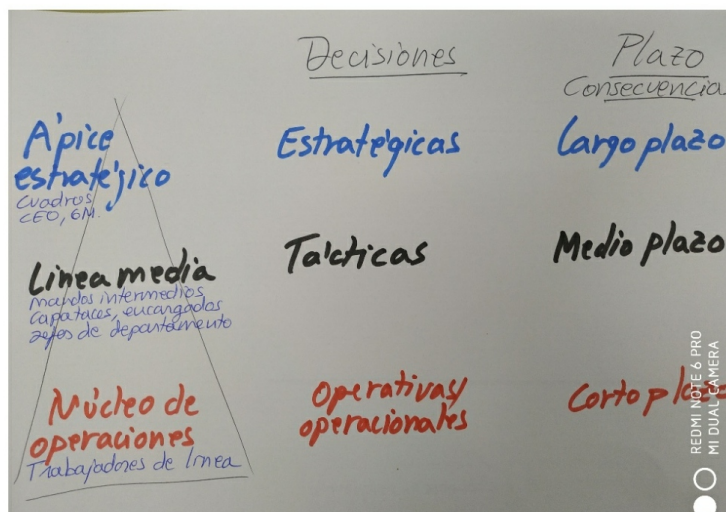 Decisiones
Plazo
Consecuencia
Ápice
estratégico
Cuadros
CEO, GM.
Estratégicas
Largo plazo
Línea media
mandos intermedios
capataces, encargados
jefes de departamento
Tácticas
Medio plazo
Núcleo de
operaciones
Trabajadores de línea
Operativas/
operacionales
Corto plazo
REDMI NOTE 6 PRO
MI DUAL CAMERA